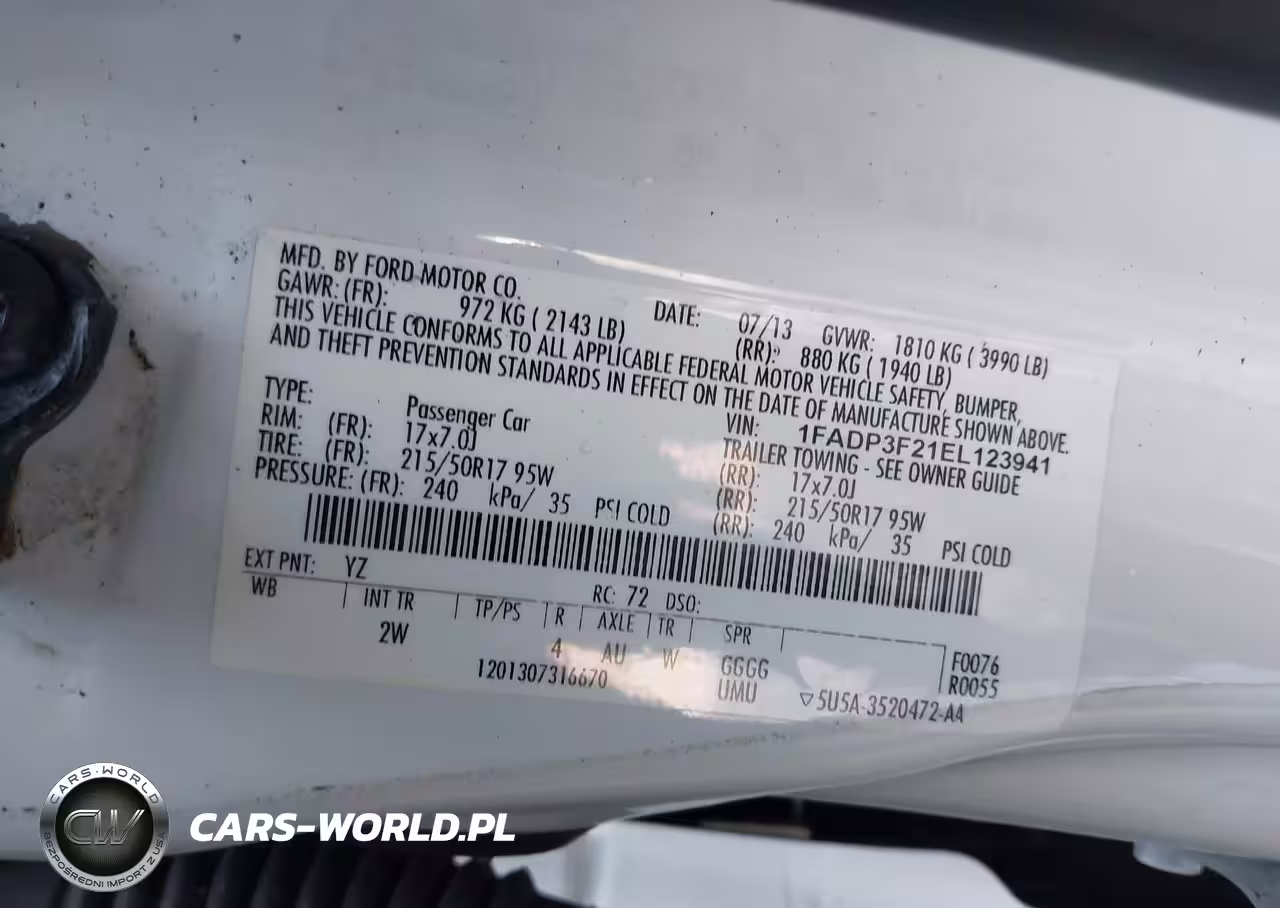 MFD. BY FORD MOTOR CO.
DATE: 07/13 GVWR: 1810 KG ( 3990 LB)
GAWR: (FR): 972 KG ( 2143 LB) (RR): 880 KG ( 1940 LB)
THIS VEHICLE CONFORMS TO ALL APPLICABLE FEDERAL MOTOR VEHICLE SAFETY, BUMPER,
AND THEFT PREVENTION STANDARDS IN EFFECT ON THE DATE OF MANUFACTURE SHOWN ABOVE.
VIN: 1FADP3F21EL123941
TYPE: Passenger Car TRAILER TOWING - SEE OWNER GUIDE
RIM: (FR): 17x7.0J (RR): 17x7.0J
TIRE: (FR): 215/50R17 95W (RR): 215/50R17 95W
PRESSURE: (FR): 240 kPa/ 35 PSI COLD (RR): 240 kPa/ 35 PSI COLD
EXT PNT: YZ RC: 72 DSO:
WB INT TR TP/PS R AXLE TR SPR
2W 4 AU W GGGG F0076
UMU R0055
1201307316670 ▽5U5A-3520472-AA
CARS-WORLD
CW
BEZPOŚREDNI IMPORT Z USA
CARS-WORLD.PL